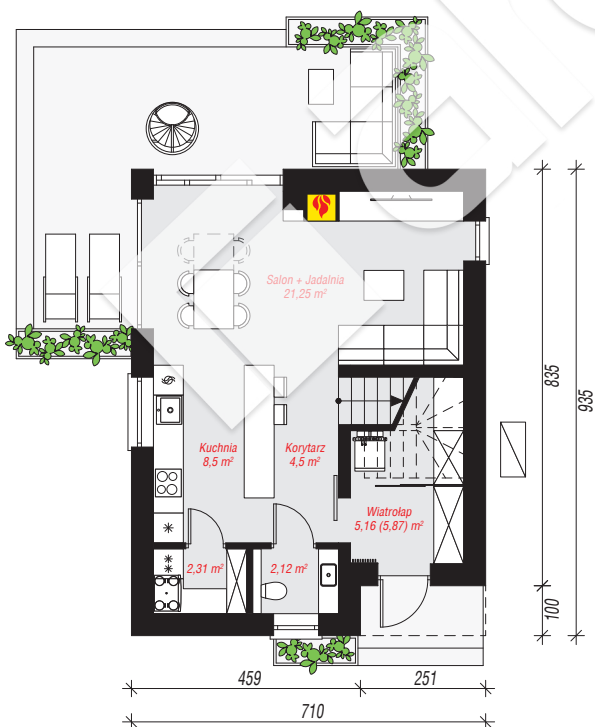 Salon + Jadalnia
21,25 m²
Kuchnia
8,5 m²
Korytarz
4,5 m²
Wiatrołap
5,16 (5,87) m²
2,31 m²
2,12 m²
835
935
100
459
251
710